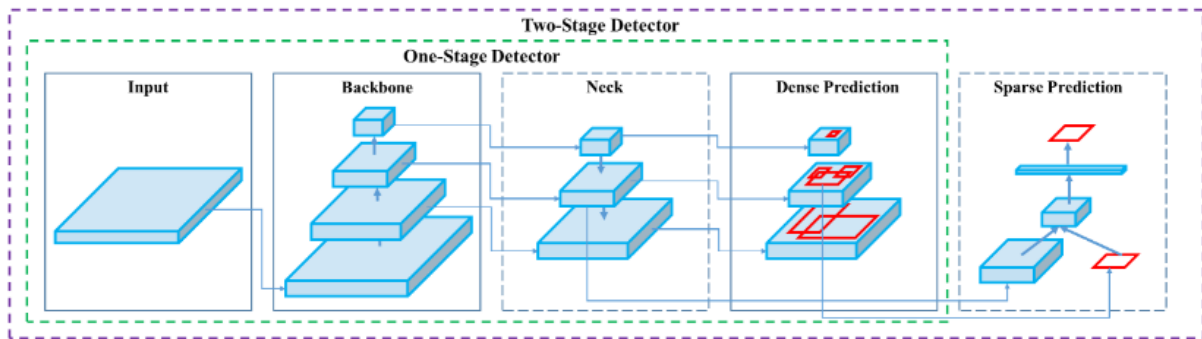 Two-Stage Detector
One-Stage Detector
Input
Backbone
Neck
Dense Prediction
Sparse Prediction